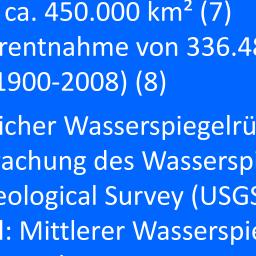 ca. 450.000 km² (7)
rentnahme von 336.48
1900-2008) (8)
icher Wasserspiegelrü
achung des Wasserspi
eological Survey (USGS
l: Mittlerer Wasserspie